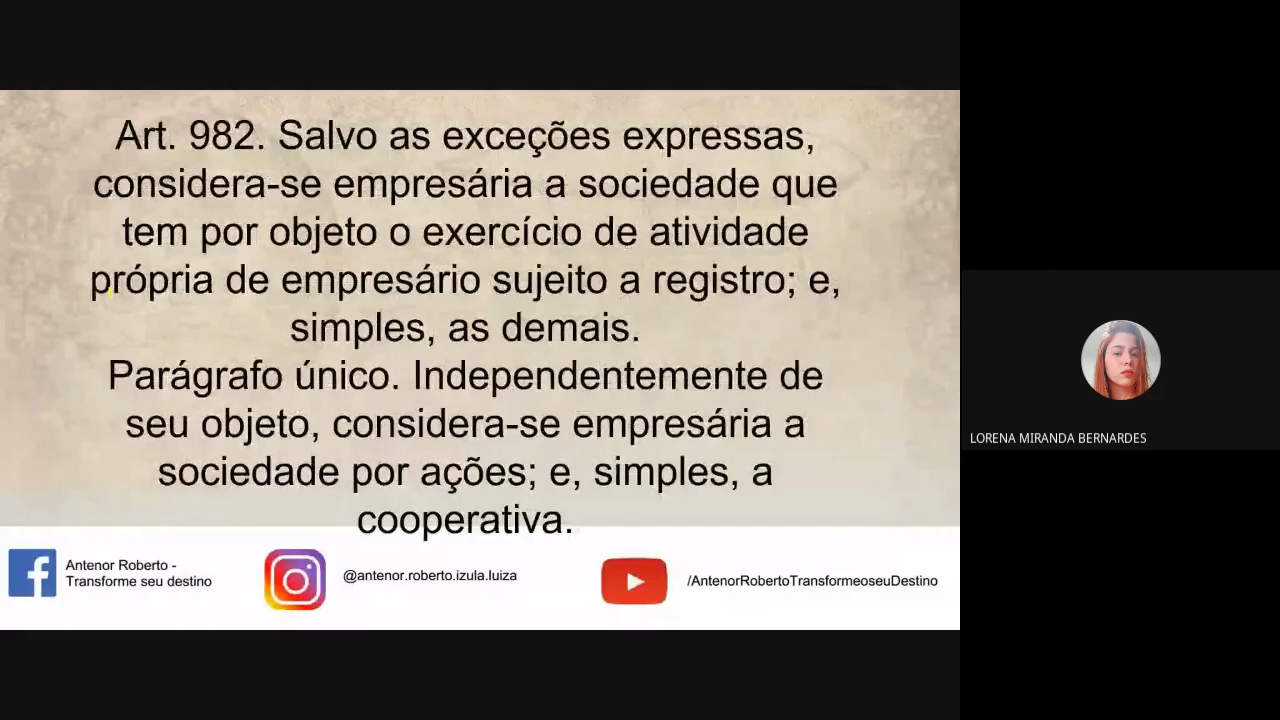 Art. 982. Salvo as exceções expressas,
considera-se empresária a sociedade que
tem por objeto o exercício de atividade
própria de empresário sujeito a registro; e,
simples, as demais.
Parágrafo único. Independentemente de
seu objeto, considera-se empresária a
sociedade por ações; e, simples, a
cooperativa.
Antenor Roberto -
Transforme seu destino
@antenor.roberto.izula.luiza
/AntenorRobertoTransformeoseuDestino
LORENA MIRANDA BERNARDES